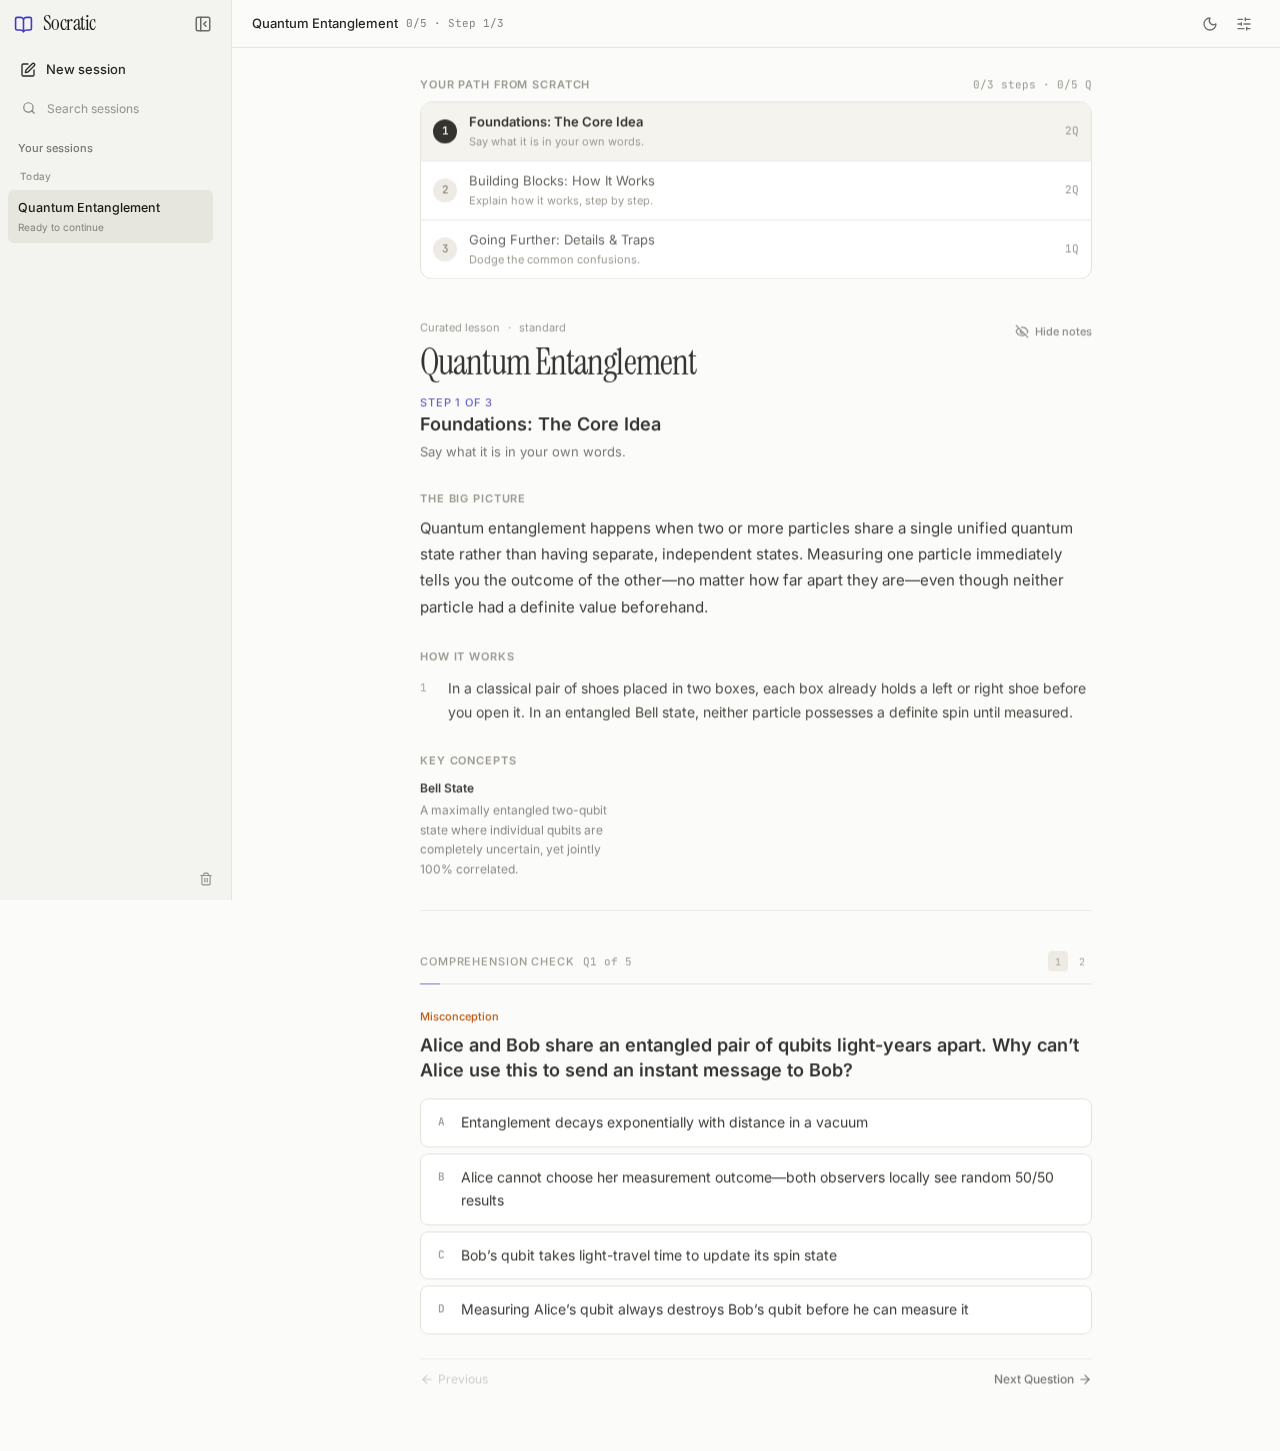 Socratic
New session
Search sessions
Your sessions
Today
Quantum Entanglement
Ready to continue
Quantum Entanglement 0/5 · Step 1/3
YOUR PATH FROM SCRATCH
0/3 steps · 0/5 Q
1
Foundations: The Core Idea
Say what it is in your own words.
2Q
2
Building Blocks: How It Works
Explain how it works, step by step.
2Q
3
Going Further: Details & Traps
Dodge the common confusions.
1Q
Curated lesson · standard
Hide notes
Quantum Entanglement
STEP 1 OF 3
Foundations: The Core Idea
Say what it is in your own words.
THE BIG PICTURE
Quantum entanglement happens when two or more particles share a single unified quantum
state rather than having separate, independent states. Measuring one particle immediately
tells you the outcome of the other—no matter how far apart they are—even though neither
particle had a definite value beforehand.
HOW IT WORKS
1 In a classical pair of shoes placed in two boxes, each box already holds a left or right shoe before
you open it. In an entangled Bell state, neither particle possesses a definite spin until measured.
KEY CONCEPTS
Bell State
A maximally entangled two-qubit
state where individual qubits are
completely uncertain, yet jointly
100% correlated.
COMPREHENSION CHECK Q1 of 5
1 2
Misconception
Alice and Bob share an entangled pair of qubits light-years apart. Why can’t
Alice use this to send an instant message to Bob?
A Entanglement decays exponentially with distance in a vacuum
B Alice cannot choose her measurement outcome—both observers locally see random 50/50
results
C Bob’s qubit takes light-travel time to update its spin state
D Measuring Alice’s qubit always destroys Bob’s qubit before he can measure it
← Previous
Next Question →